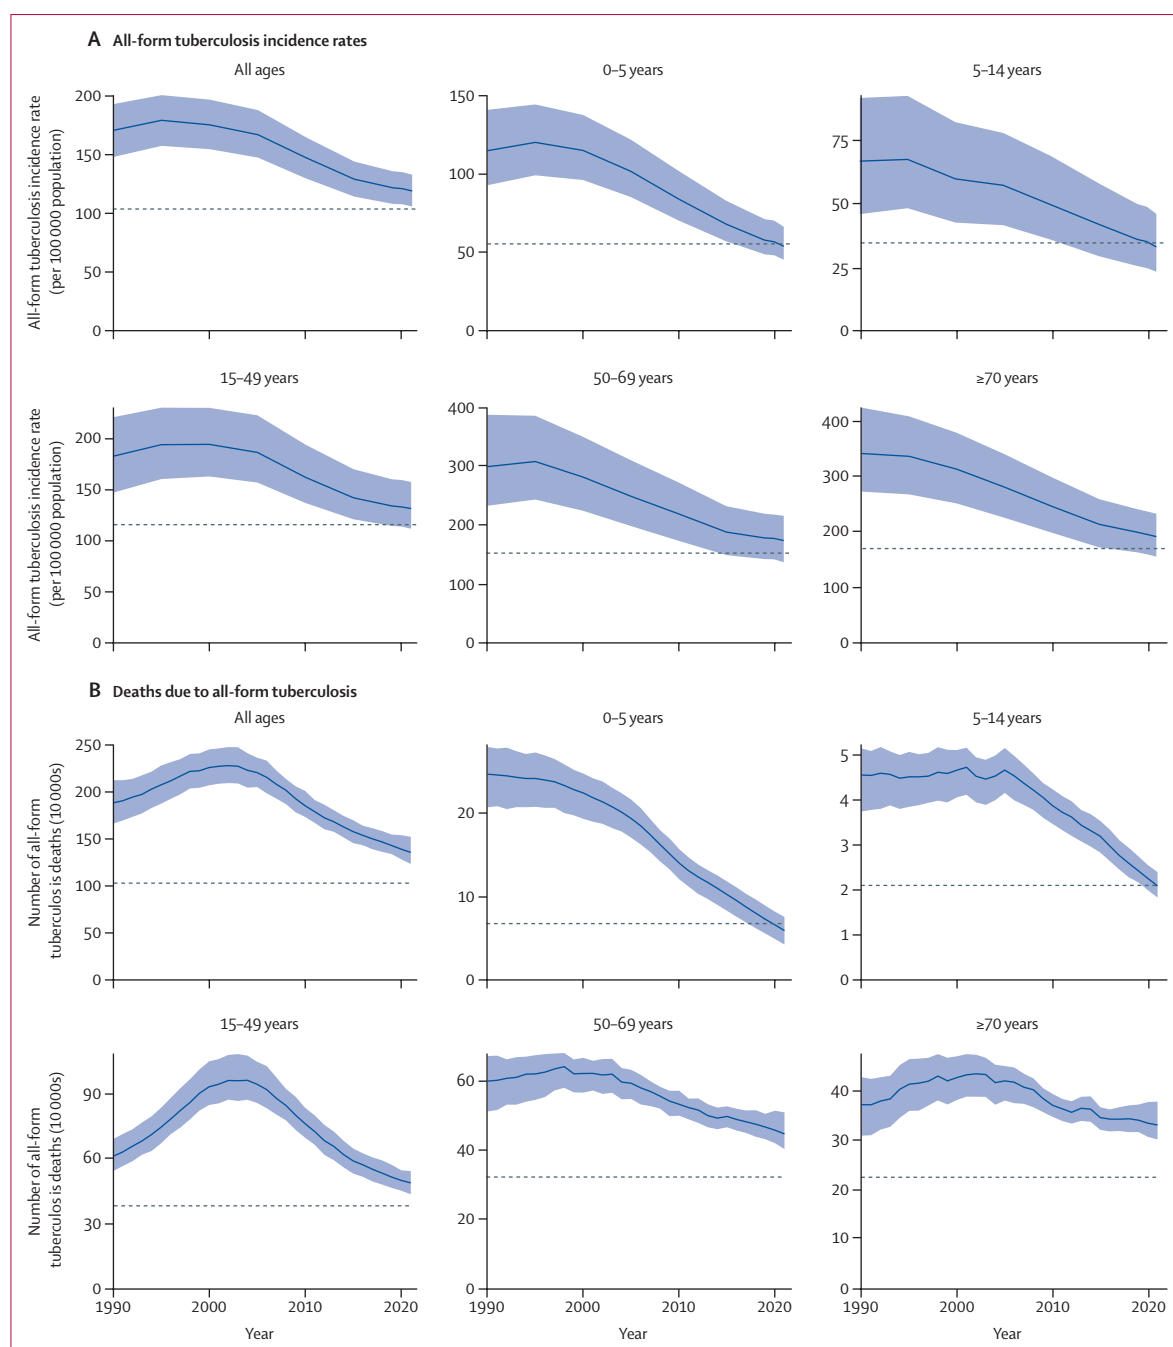 A All-form tuberculosis incidence rates
All ages
0–5 years
5–14 years
All-form tuberculosis incidence rate
(per 100 000 population)
200
150
100
50
0
150
100
50
0
75
50
25
0
15–49 years
50–69 years
≥70 years
All-form tuberculosis incidence rate
(per 100 000 population)
200
150
100
50
0
400
300
200
100
0
400
300
200
100
0
B Deaths due to all-form tuberculosis
All ages
0–5 years
5–14 years
Number of all-form
tuberculos is deaths (10 000s)
250
200
150
100
50
0
20
10
0
5
4
3
2
1
0
15–49 years
50–69 years
≥70 years
Number of all-form
tuberculos is deaths (10 000s)
90
60
30
0
60
40
20
0
40
30
20
10
0
1990 2000 2010 2020
1990 2000 2010 2020
1990 2000 2010 2020
Year
Year
Year